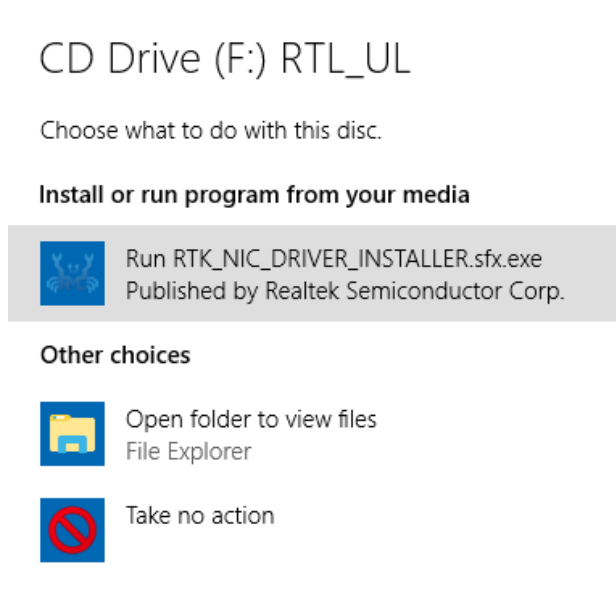 CD Drive (F:) RTL_UL
Choose what to do with this disc.
Install or run program from your media
Run RTK_NIC_DRIVER_INSTALLER.sfx.exe
Published by Realtek Semiconductor Corp.
Other choices
Open folder to view files
File Explorer
Take no action